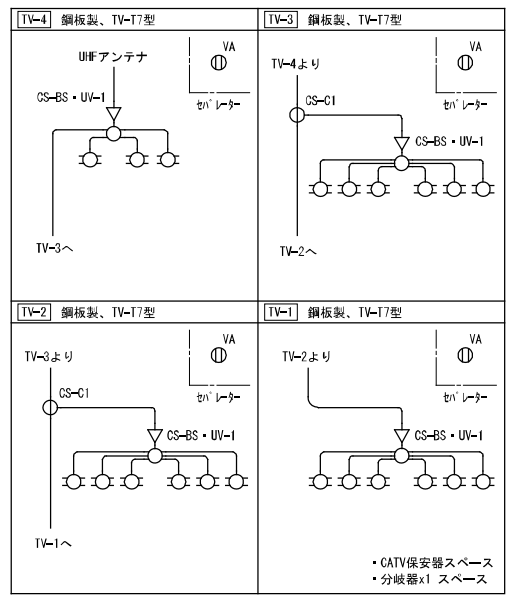 TV-4 鋼板製、TV-T7型
UHFアンテナ
VA
CS-BS・UV-1
セパレーター
TV-3へ
TV-3 鋼板製、TV-T7型
TV-4より
VA
CS-C1
セパレーター
CS-BS・UV-1
TV-2へ
TV-2 鋼板製、TV-T7型
TV-3より
VA
CS-C1
セパレーター
CS-BS・UV-1
TV-1へ
TV-1 鋼板製、TV-T7型
TV-2より
VA
セパレーター
CS-BS・UV-1
・CATV保安器スペース
・分岐器x1 スペース